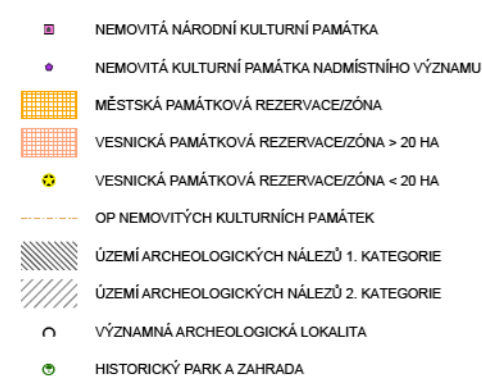 NEMOVITÁ NÁRODNÍ KULTURNÍ PAMÁTKA
NEMOVITÁ KULTURNÍ PAMÁTKA NADMÍSTNÍHO VÝZNAMU
MĚSTSKÁ PAMÁTKOVÁ REZERVACE/ZÓNA
VESNICKÁ PAMÁTKOVÁ REZERVACE/ZÓNA > 20 HA
VESNICKÁ PAMÁTKOVÁ REZERVACE/ZÓNA < 20 HA
OP NEMOVITÝCH KULTURNÍCH PAMÁTEK
ÚZEMÍ ARCHEOLOGICKÝCH NÁLEZŮ 1. KATEGORIE
ÚZEMÍ ARCHEOLOGICKÝCH NÁLEZŮ 2. KATEGORIE
VÝZNAMNÁ ARCHEOLOGICKÁ LOKALITA
HISTORICKÝ PARK A ZAHRADA